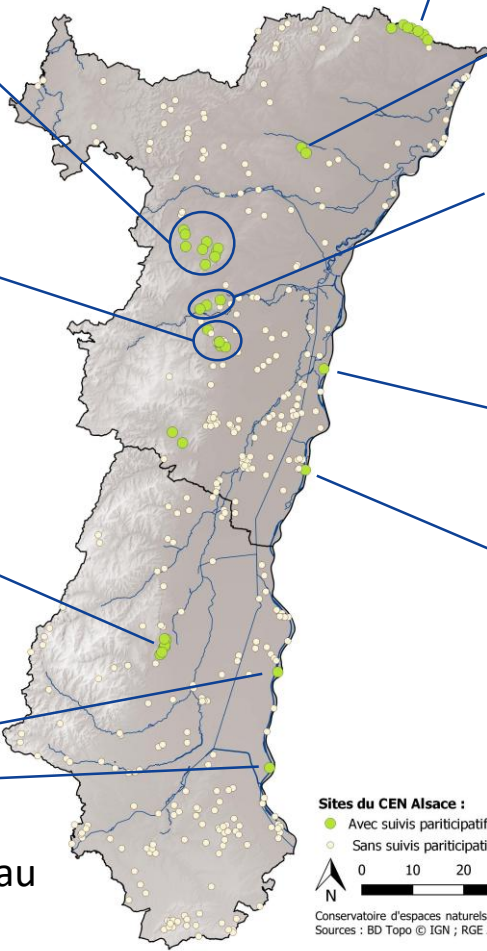 Sites du CEN Alsace :
Avec suivis pariticipatif
Sans suivis pariticipati
0 10 20
N
au
Conservatoire d'espaces naturels
Sources : BD Topo © IGN ; RGE